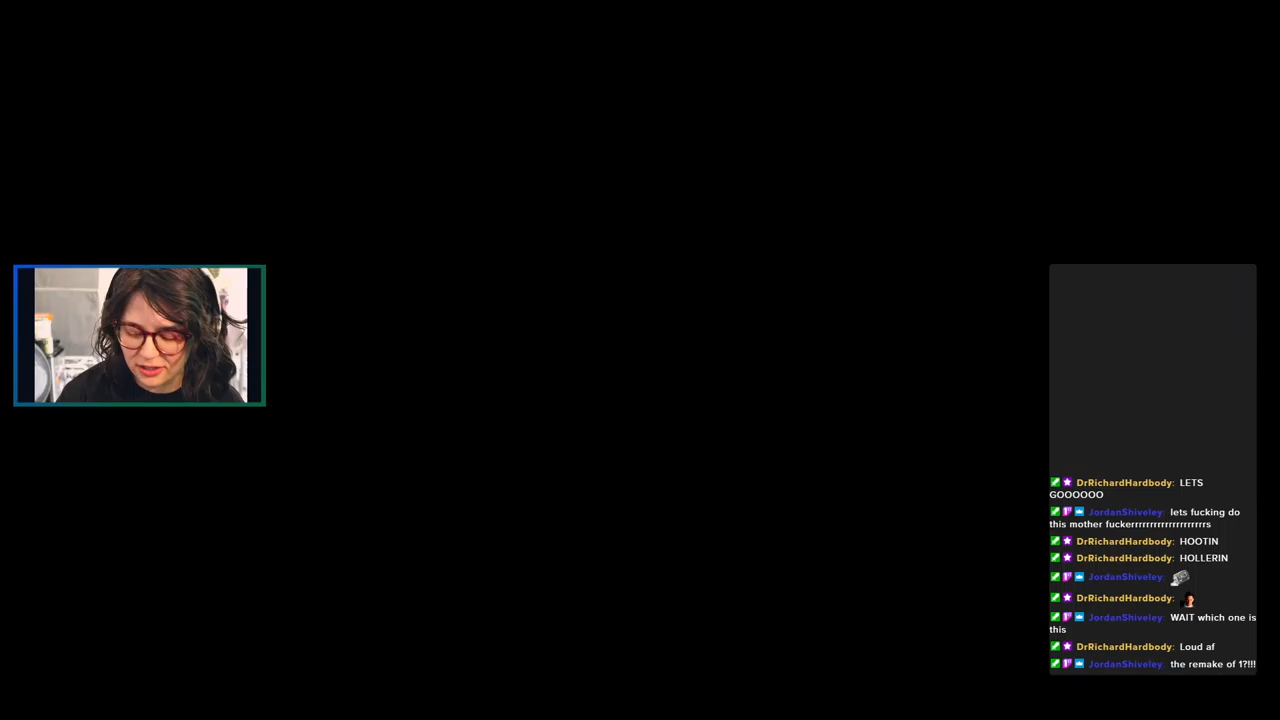 DrRichardHardbody: LETS
GOOOOOO
JordanShiveley: lets fucking do
this mother fuckerrrrrrrrrrrrrrrrrrs
DrRichardHardbody: HOOTIN
DrRichardHardbody: HOLLERIN
JordanShiveley:
DrRichardHardbody:
JordanShiveley: WAIT which one is
this
DrRichardHardbody: Loud af
JordanShiveley: the remake of 1?!!!